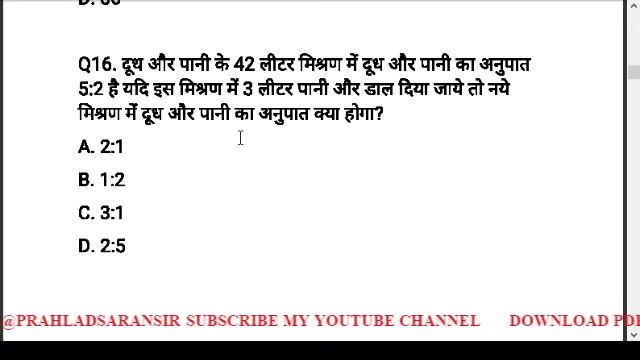 Q16. दूध और पानी के 42 लीटर मिश्रण में दूध और पानी का अनुपात
5:2 है यदि इस मिश्रण में 3 लीटर पानी और डाल दिया जाये तो नये
मिश्रण में दूध और पानी का अनुपात क्या होगा?
A. 2:1
B. 1:2
C. 3:1
D. 2:5
@PRAHLADSARANSIR SUBSCRIBE MY YOUTUBE CHANNEL DOWNLOAD